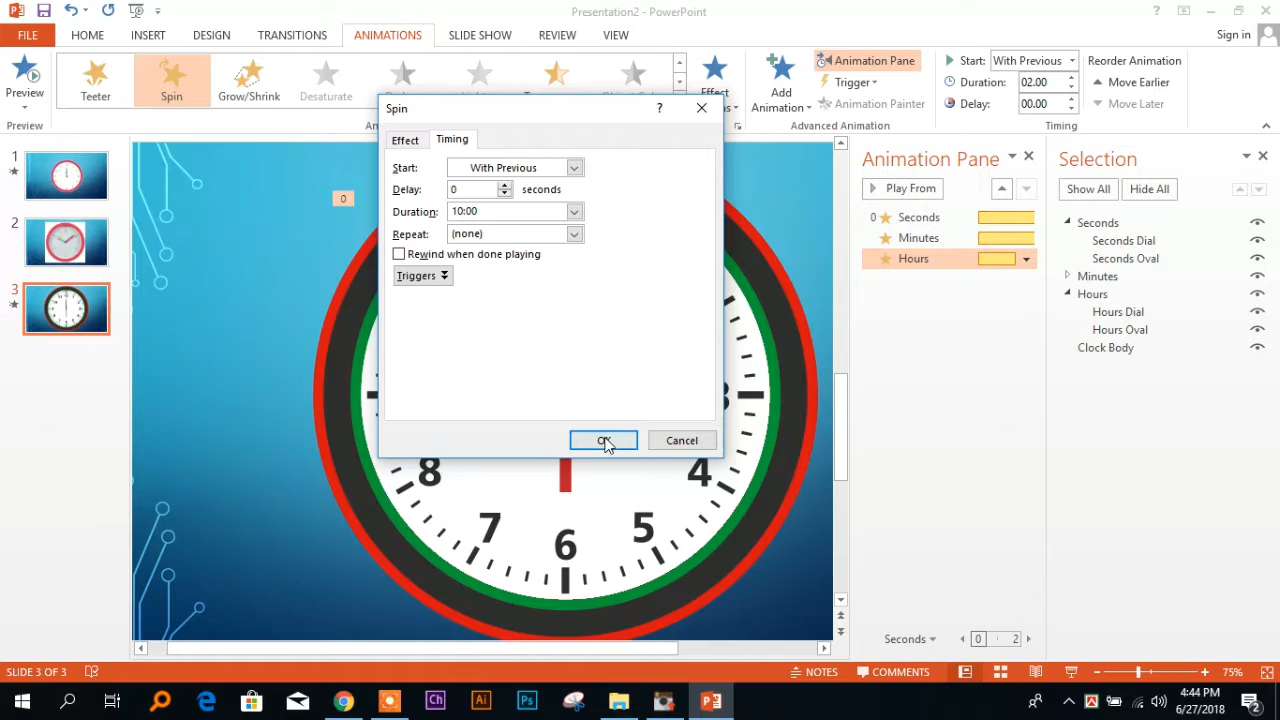 Presentation2 - PowerPoint
FILE HOME INSERT DESIGN TRANSITIONS ANIMATIONS SLIDE SHOW REVIEW VIEW Sign in
Preview
Teeter
Spin
Grow/Shrink
Desaturate
Effect
Add
Animation
Animation Pane
Trigger
Animation Painter
Start: With Previous
Duration: 02.00
Delay: 00.00
Reorder Animation
Move Earlier
Move Later
Preview
Advanced Animation
Timing
1
2
3
0
Spin
Effect Timing
Start: With Previous
Delay: 0 seconds
Duration: 10:00
Repeat: (none)
Rewind when done playing
Triggers
Cancel
8
4
7
5
6
Animation Pane
Play From
0 Seconds
Minutes
Hours
Seconds 0 2
Selection
Show All Hide All
Seconds
Seconds Dial
Seconds Oval
Minutes
Hours
Hours Dial
Hours Oval
Clock Body
SLIDE 3 OF 3
NOTES COMMENTS 75%
4:44 PM
6/27/2018